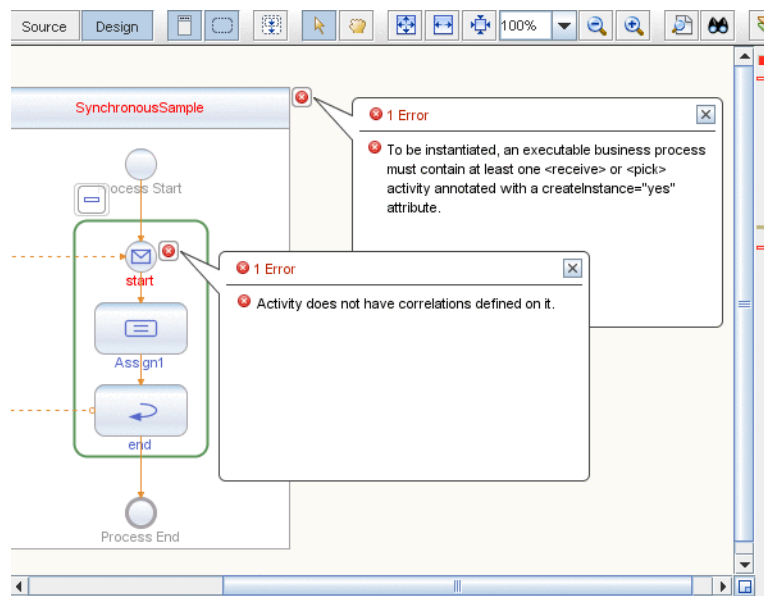 Source
Design
100%
SynchronousSample
1 Error
To be instantiated, an executable business process
must contain at least one <receive> or <pick>
activity annotated with a createInstance="yes"
attribute.
ocess Start
1 Error
start
Activity does not have correlations defined on it.
Assign1
end
Process End